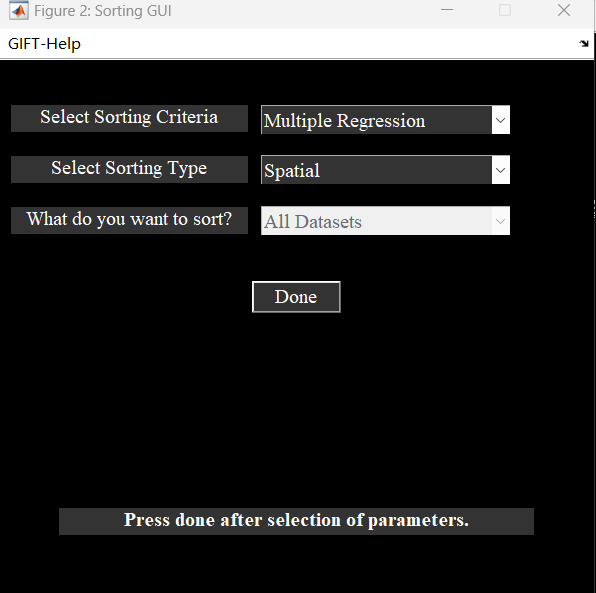 Figure 2: Sorting GUI
GIFT-Help
Select Sorting Criteria Multiple Regression
Select Sorting Type Spatial
What do you want to sort? All Datasets
Done
Press done after selection of parameters.